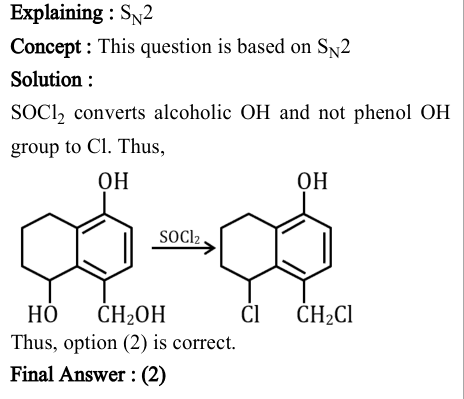 Explaining : SN2
Concept : This question is based on SN2
Solution :
SOCl2 converts alcoholic OH and not phenol OH
group to Cl. Thus,
OH OH
SOCl2
HO CH2OH Cl CH2Cl
Thus, option (2) is correct.
Final Answer : (2)